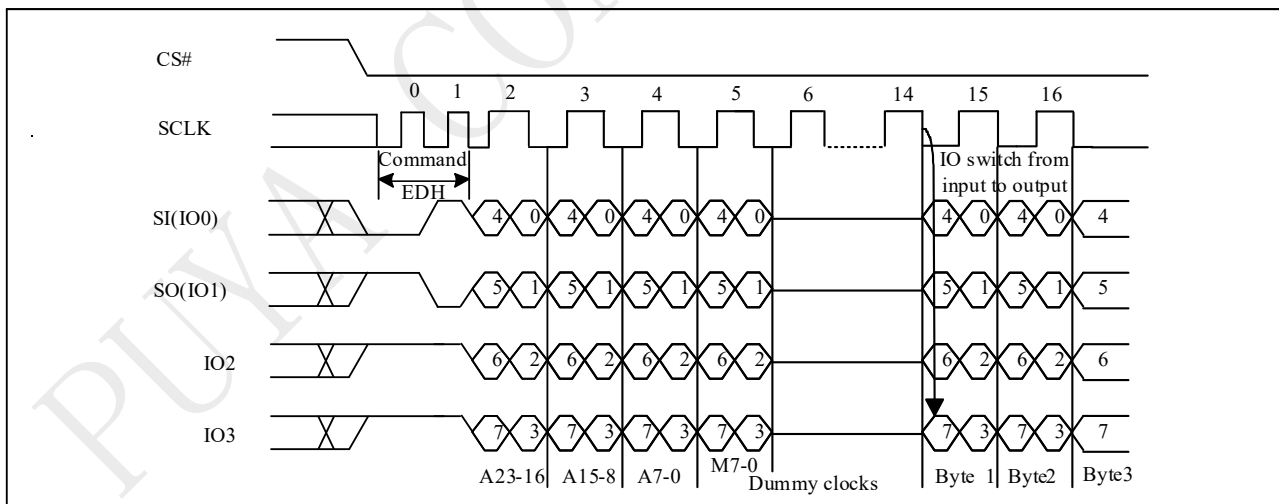 PUYA CON
CS#
0 1 2 3 4 5 6 14 15 16
SCLK
Command
EDH
IO switch from
input to output
SI(IO0)
4 0 4 0 4 0 4 0 4 0 4 0 4
SO(IO1)
5 1 5 1 5 1 5 1 5 1 5 1 5
IO2
6 2 6 2 6 2 6 2 6 2 6 2 6
IO3
7 3 7 3 7 3 7 3 7 3 7 3 7
A23-16 A15-8 A7-0 M7-0 Dummy clocks Byte 1 Byte2 Byte3